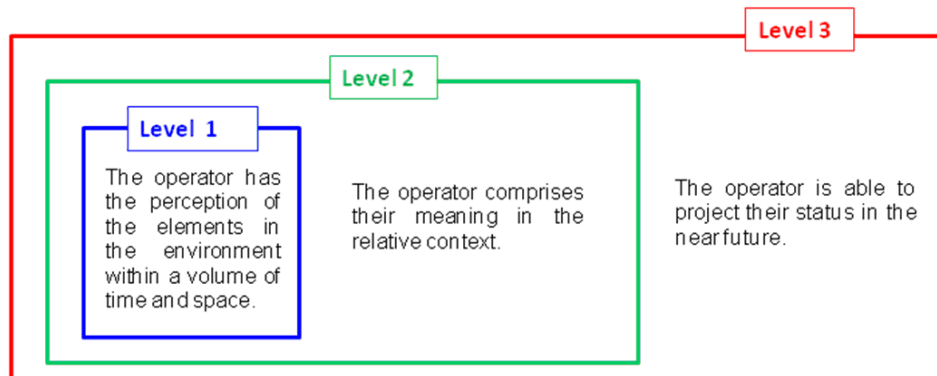 Level 3
Level 2
Level 1
The operator has
the perception of
the elements in
the environment
within a volume of
time and space.
The operator comprises
their meaning in the
relative context.
The operator is able to
project their status in the
near future.